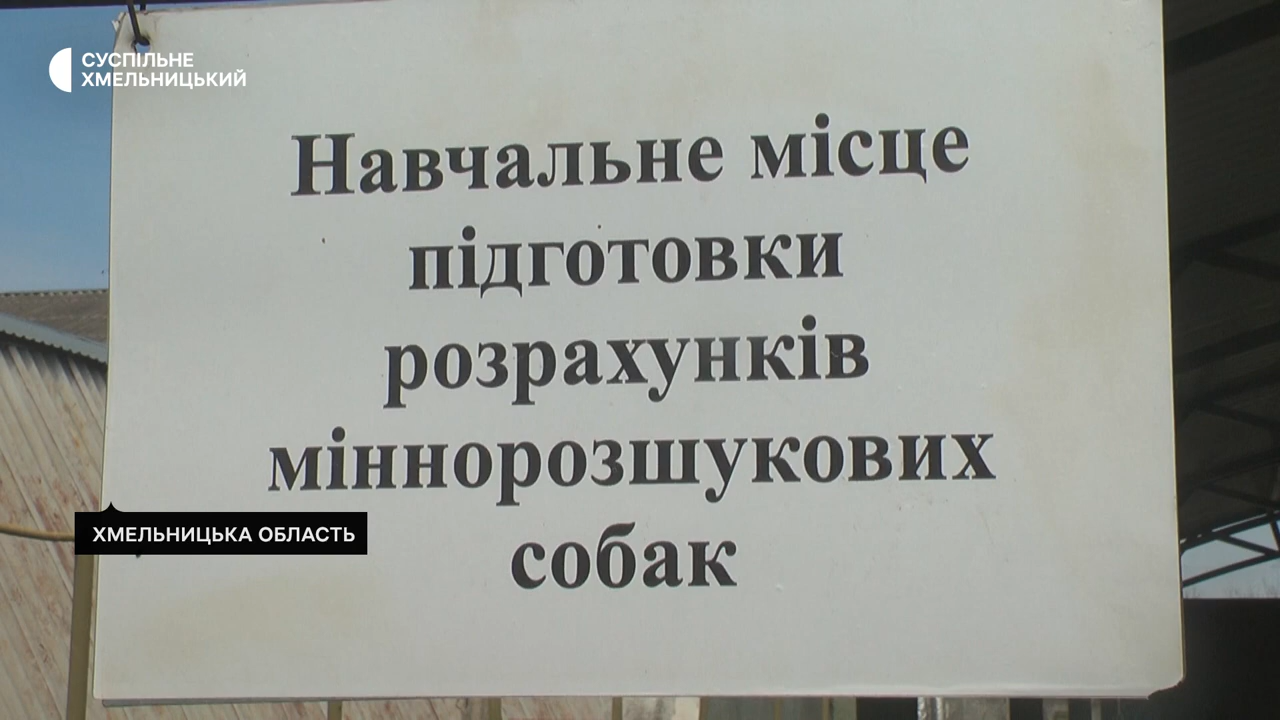 СУСПІЛЬНЕ
ХМЕЛЬНИЦЬКИЙ
Навчальне місце
підготовки
розрахунків
міннорозшукових
собак
ХМЕЛЬНИЦЬКА ОБЛАСТЬ